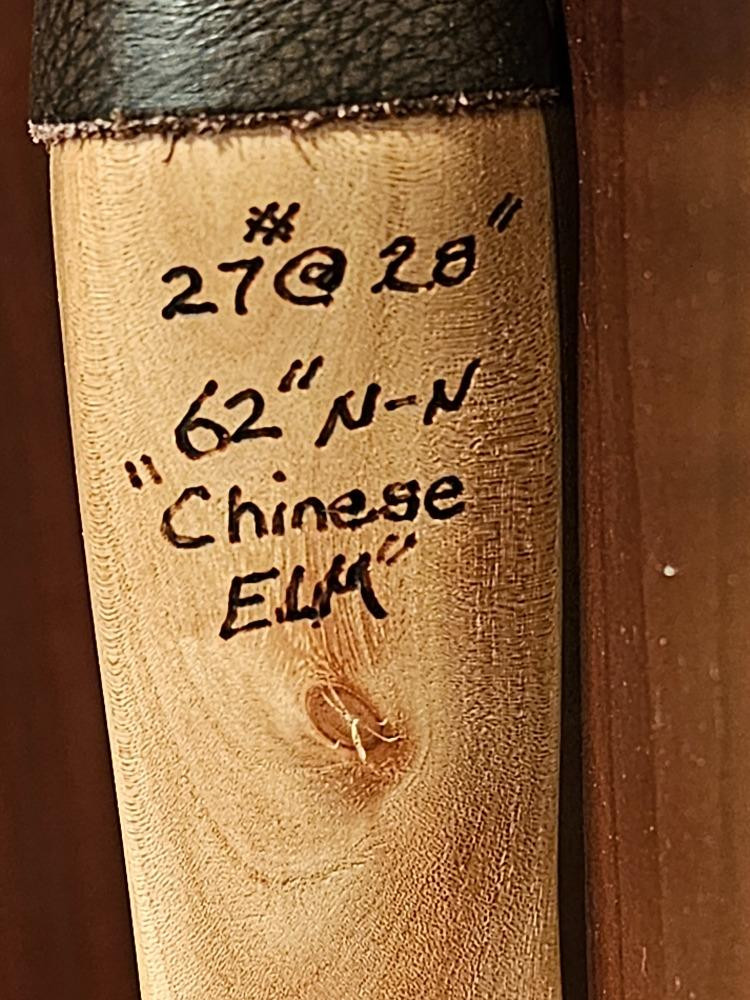 27# @ 28"
62" N-N
"Chinese
ELM"